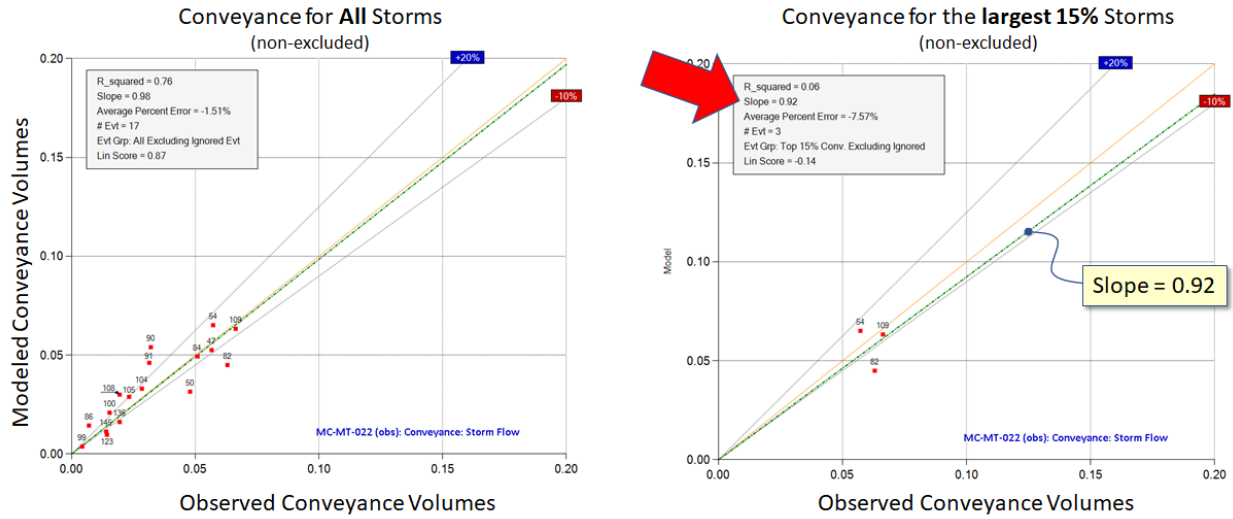 Conveyance for All Storms
(non-excluded)
0.20
0.15
0.10
0.05
0.00
Modeled Conveyance Volumes
R_squared = 0.76
Slope = 0.98
Average Percent Error = -1.51%
# Evt = 17
Evt Grp: All Excluding Ignored Evt
Lin Score = 0.87
+20%
-10%
54
109
90
47
91
84
82
104
50
108
105
100
86
136
146
99
123
MC-MT-022 (obs): Conveyance: Storm Flow
0.00
0.05
0.10
0.15
0.20
Observed Conveyance Volumes
Conveyance for the largest 15% Storms
(non-excluded)
0.20
0.15
0.10
0.05
0.00
Model
R_squared = 0.06
Slope = 0.92
Average Percent Error = -7.57%
# Evt = 3
Evt Grp: Top 15% Conv. Excluding Ignored
Lin Score = -0.14
+20%
-10%
Slope = 0.92
54
109
82
MC-MT-022 (obs): Conveyance: Storm Flow
0.00
0.05
0.10
0.15
0.20
Observed Conveyance Volumes